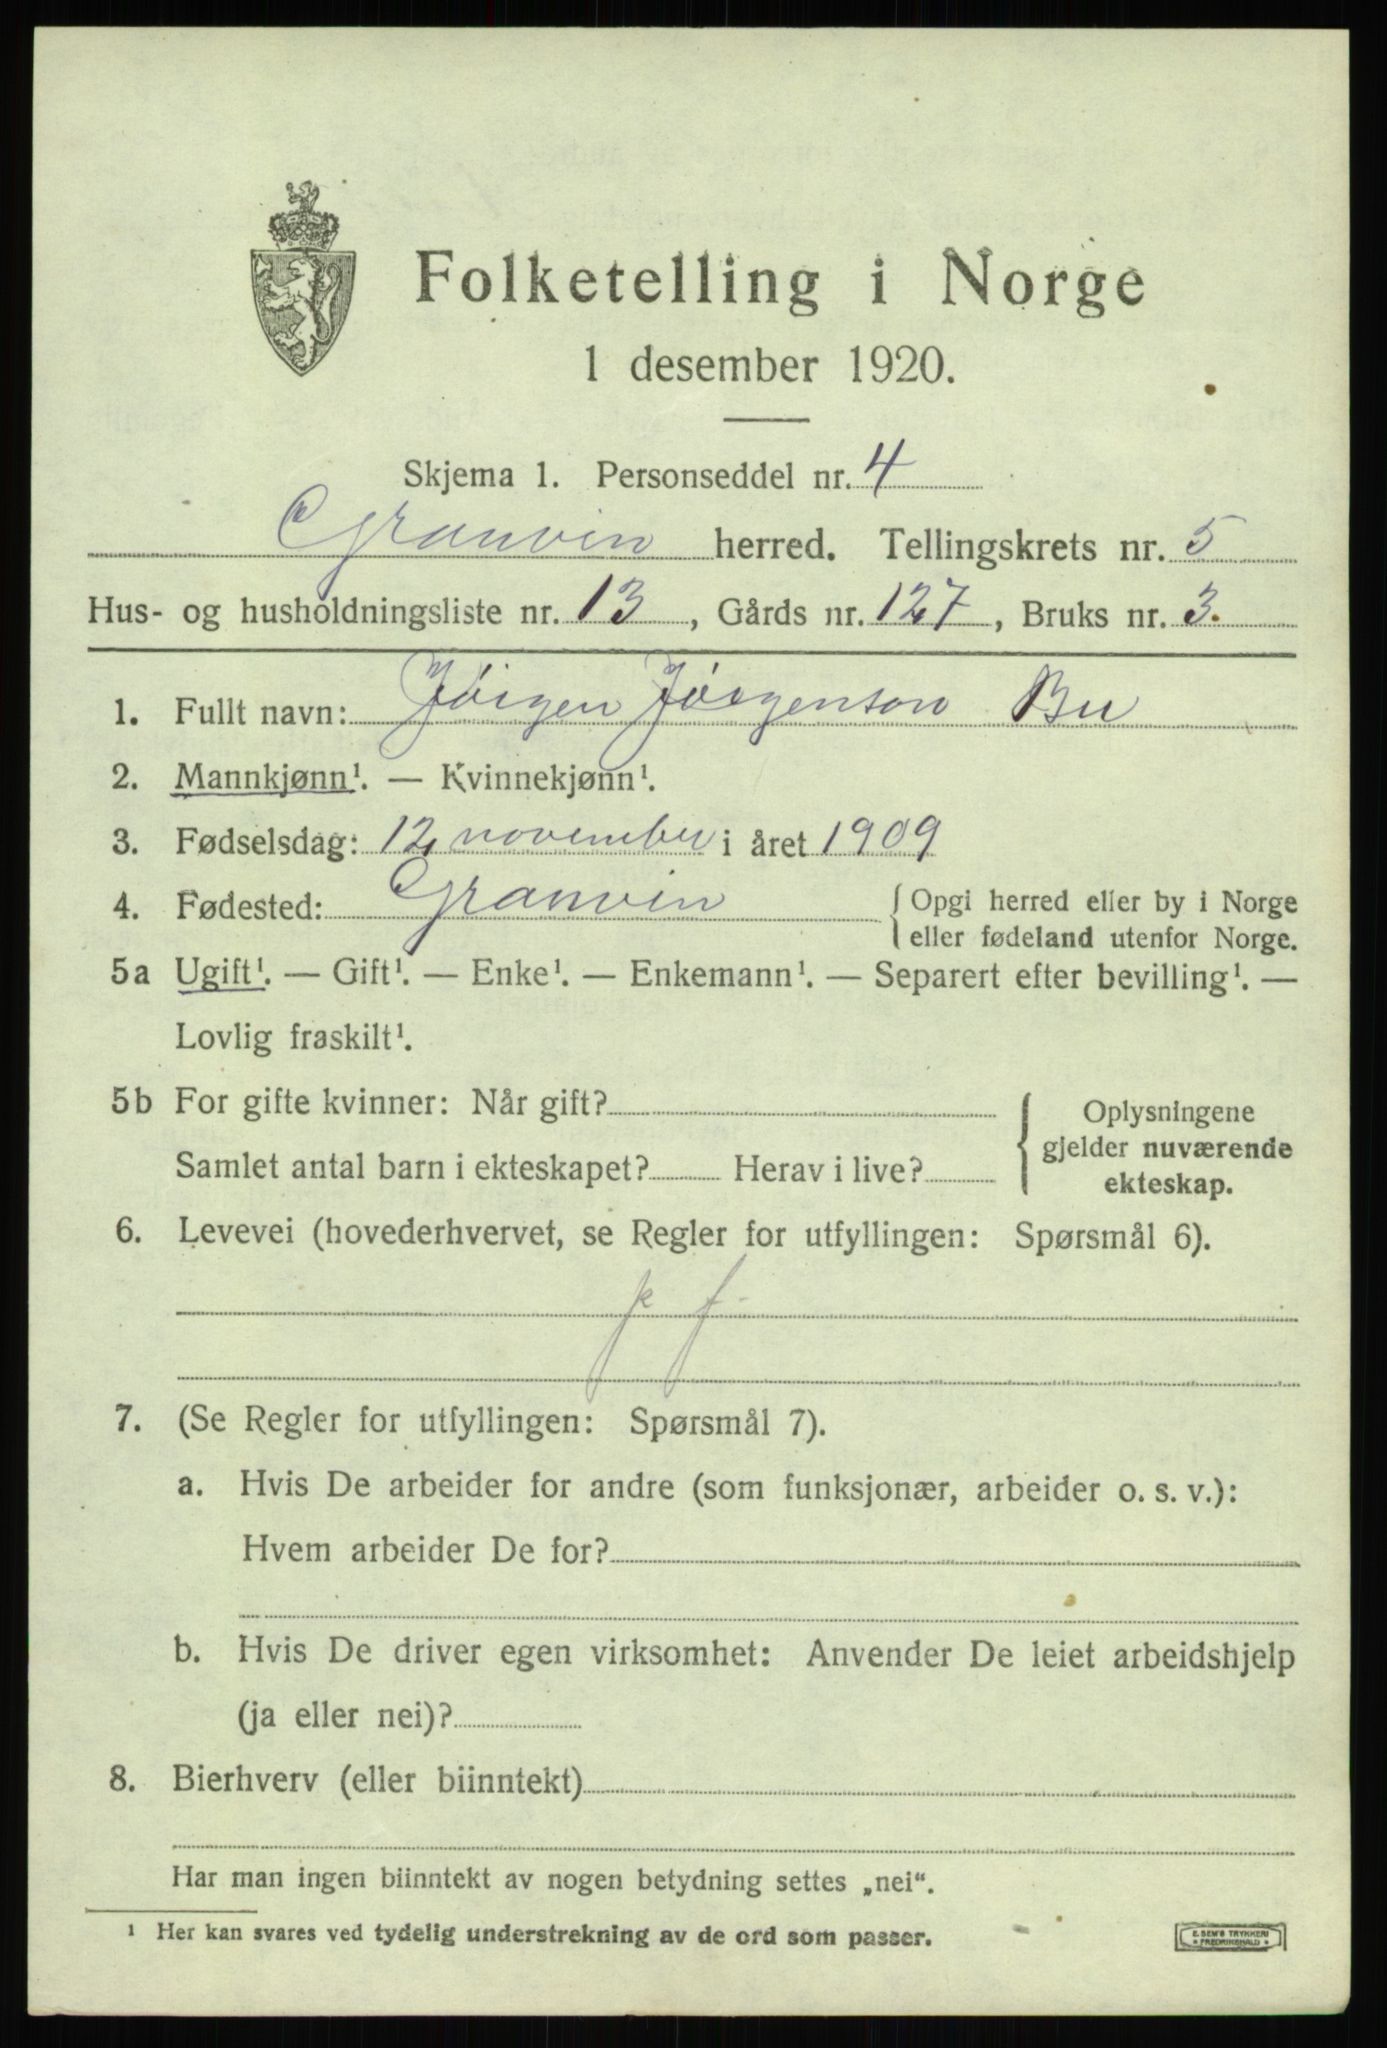 Folketelling i Norge
1 desember 1920.
Skjema 1. Personseddel nr. 4
Granvin herred. Tellingskrets nr. 5
Hus- og husholdningsliste nr. 13, Gårds nr. 127, Bruks nr. 3.
1. Fullt navn: Jörgen Jörgenson Bu
2. Mannkjønn¹. — Kvinnekjønn¹.
3. Fødselsdag: 12 november i året 1909
4. Fødested: Granvin { Opgi herred eller by i Norge
eller fødeland utenfor Norge.
5a Ugift¹. — Gift¹. — Enke¹. — Enkemann¹. — Separert efter bevilling¹. —
Lovlig fraskilt¹.
5b For gifte kvinner: Når gift? } Oplysningene
gjelder nuværende
Samlet antal barn i ekteskapet? Herav i live?
ekteskap.
6. Levevei (hovederhvervet, se Regler for utfyllingen: Spørsmål 6).
7. (Se Regler for utfyllingen: Spørsmål 7).
a. Hvis De arbeider for andre (som funksjonær, arbeider o. s. v.):
Hvem arbeider De for?
b. Hvis De driver egen virksomhet: Anvender De leiet arbeidshjelp
(ja eller nei)?
8. Bierhverv (eller biinntekt)
Har man ingen biinntekt av nogen betydning settes „nei“.
¹ Her kan svares ved tydelig understrekning av de ord som passer.
E. SEM'S TRYKKERI
FREDRIKSHALD